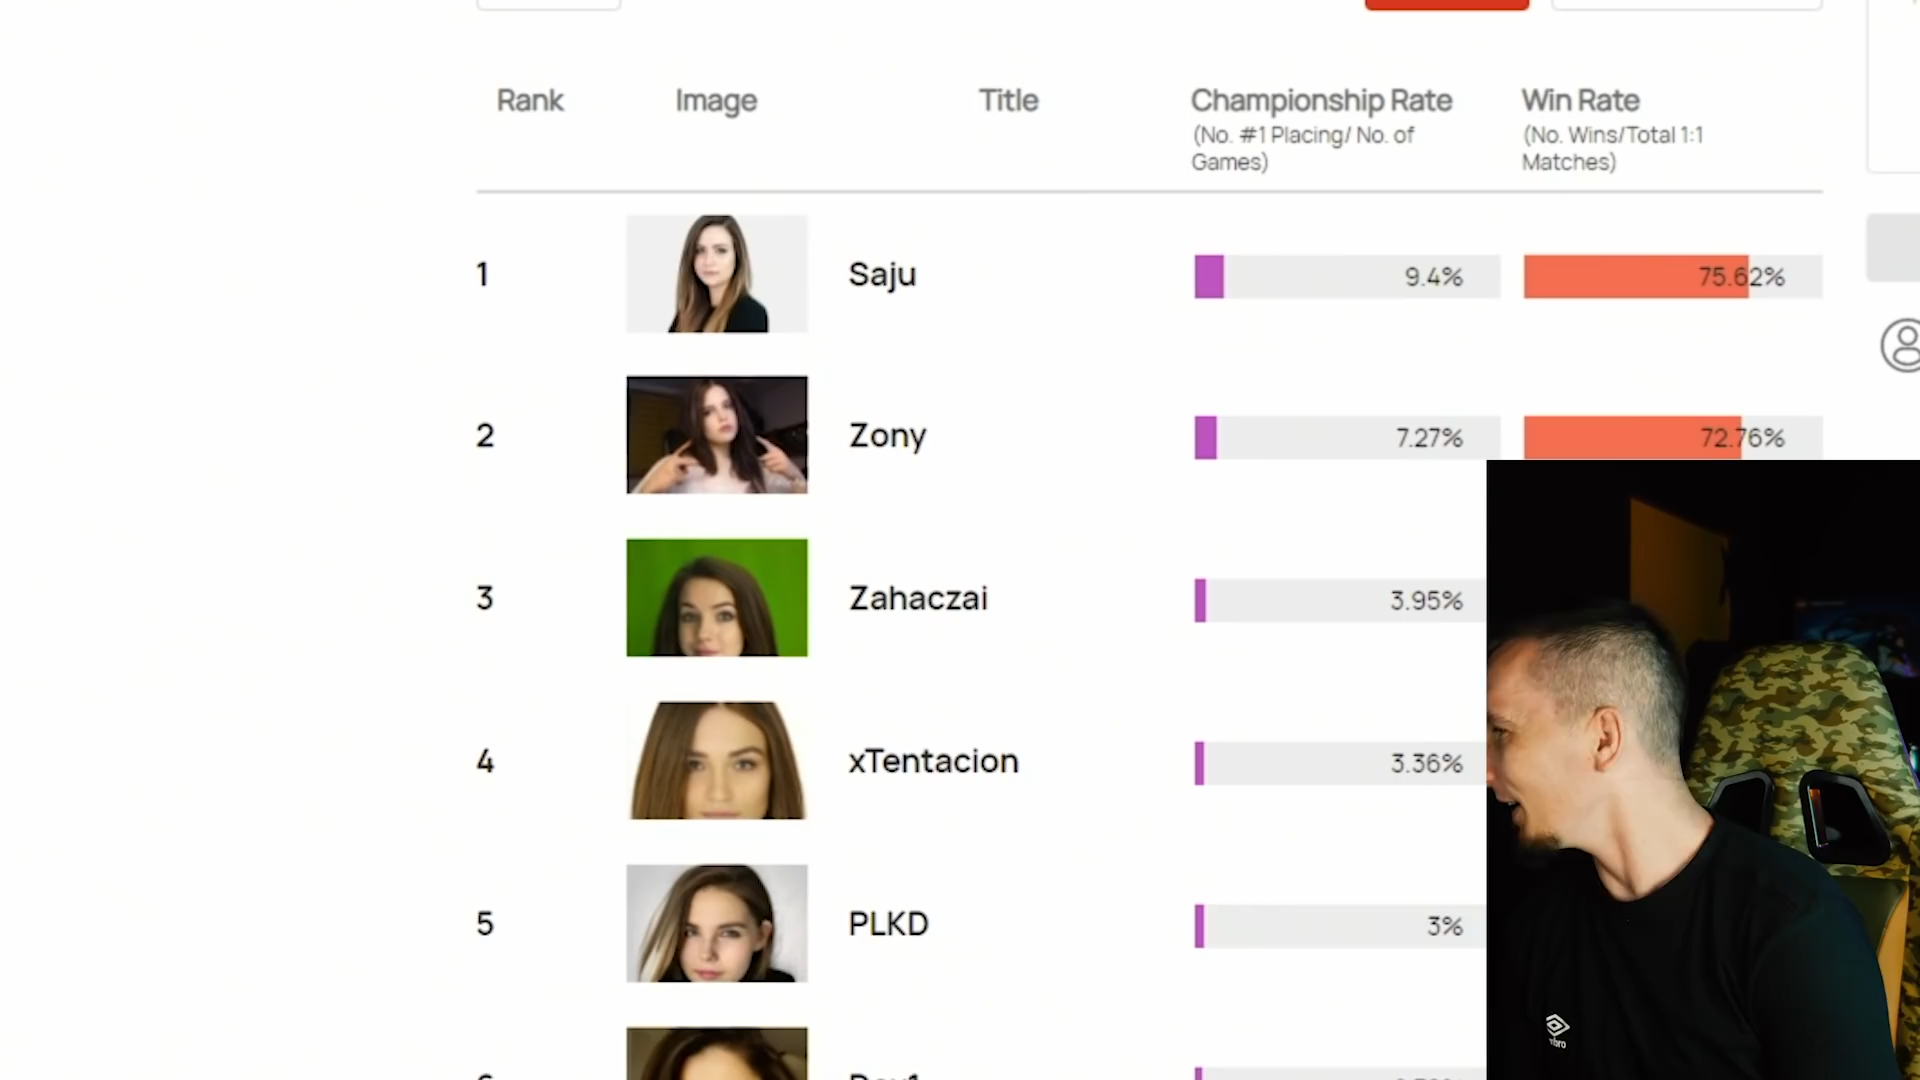 Rank Image Title Championship Rate Win Rate
(No. #1 Placing/ No. of (No. Wins/Total 1:1
Games) Matches)
1 Saju 9.4% 75.62%
2 Zony 7.27% 72.76%
3 Zahaczai 3.95%
4 xTentacion 3.36%
5 PLKD 3%